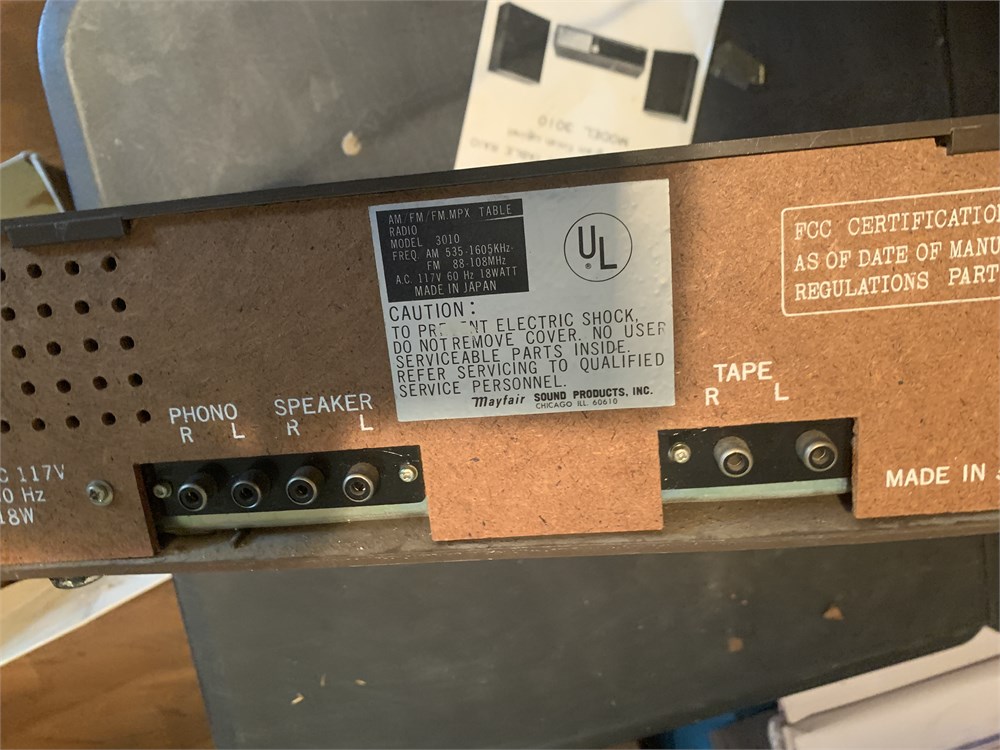 MODEL 3010
AM/FM/FM.MPX TABLE
RADIO
MODEL 3010
FREQ AM 535-1605KHz.
FM 88-108MHz
A.C. 117V 60 Hz 18WATT
MADE IN JAPAN
UL
®
CAUTION:
TO PR NT ELECTRIC SHOCK,
DO NOT REMOVE COVER. NO USER
SERVICEABLE PARTS INSIDE.
REFER SERVICING TO QUALIFIED
SERVICE PERSONNEL.
Mayfair SOUND PRODUCTS, INC.
CHICAGO ILL. 60610
FCC CERTIFICATIO
AS OF DATE OF MANU
REGULATIONS PART
PHONO SPEAKER
R L R L
TAPE
R L
C 117V
0 Hz
18W
MADE IN